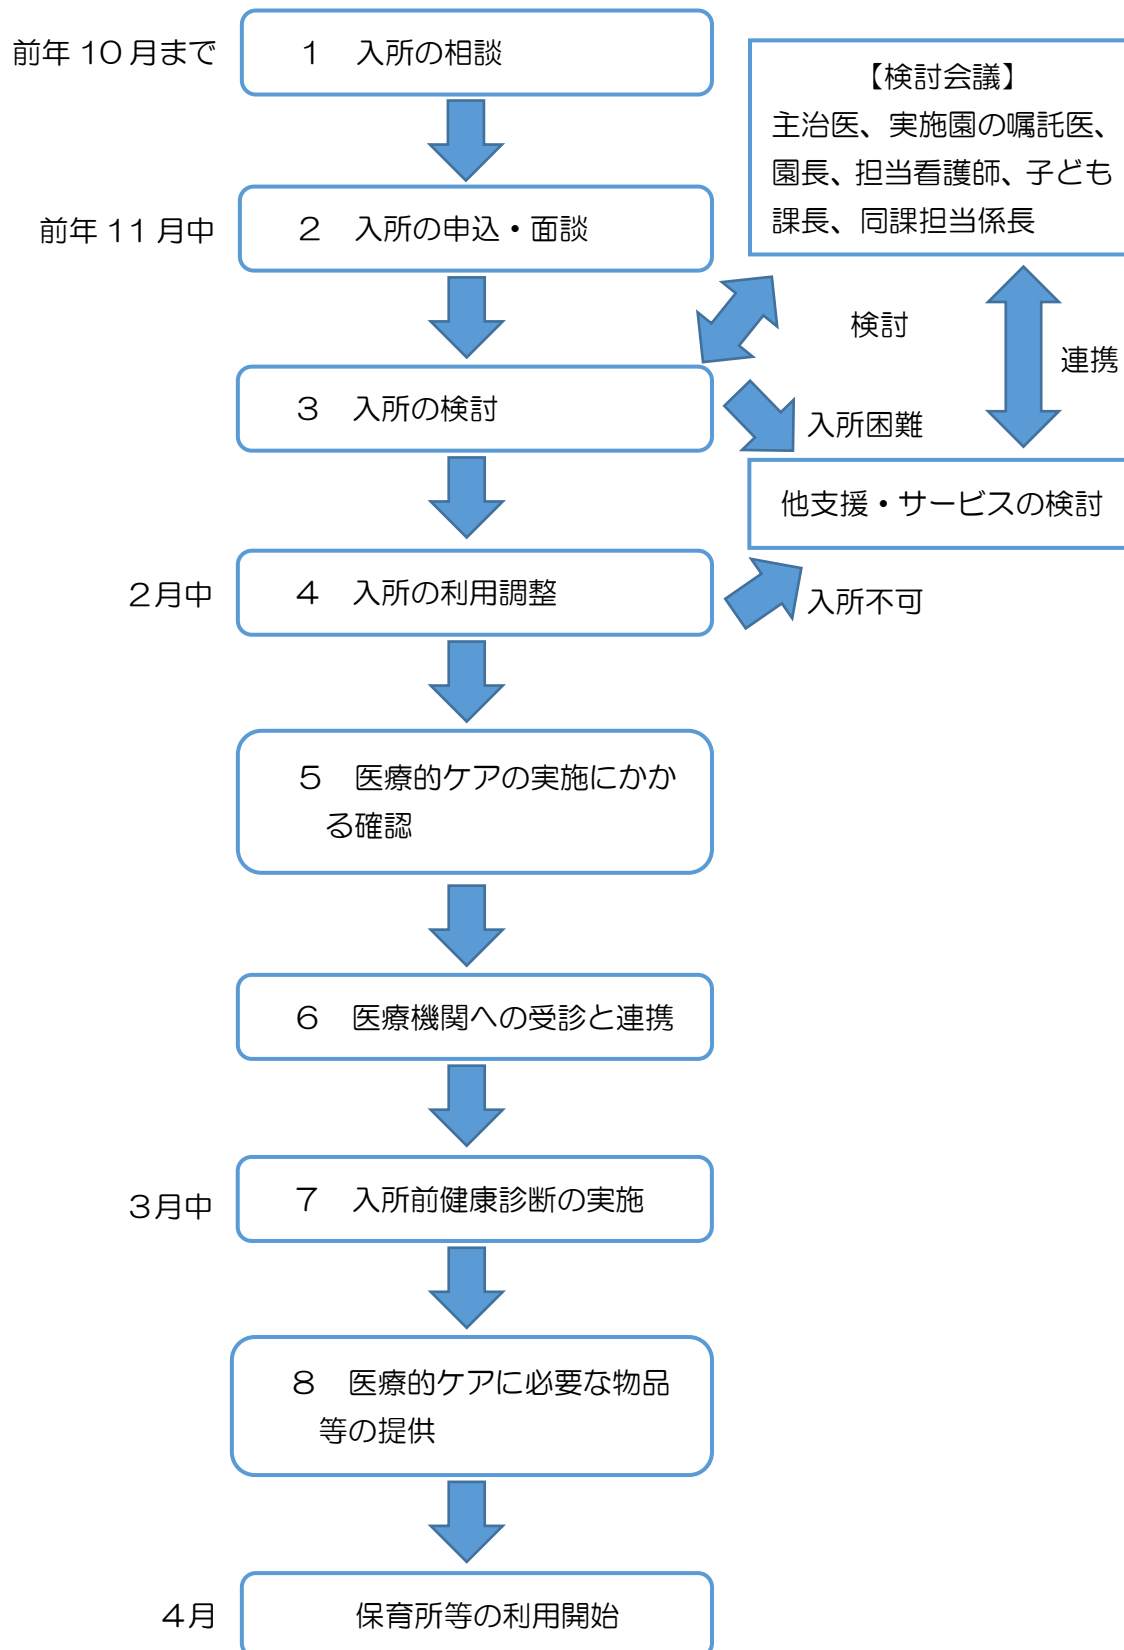 前年 10 月まで
１　入所の相談
【検討会議】
主治医、実施園の嘱託医、
園長、担当看護師、子ども
課長、同課担当係長
前年 11 月中
２　入所の申込・面談
検討
連携
３　入所の検討
入所困難
他支援・サービスの検討
２月中
４　入所の利用調整
入所不可
５　医療的ケアの実施にかか
る確認
６　医療機関への受診と連携
３月中
７　入所前健康診断の実施
８　医療的ケアに必要な物品
等の提供
４月
保育所等の利用開始